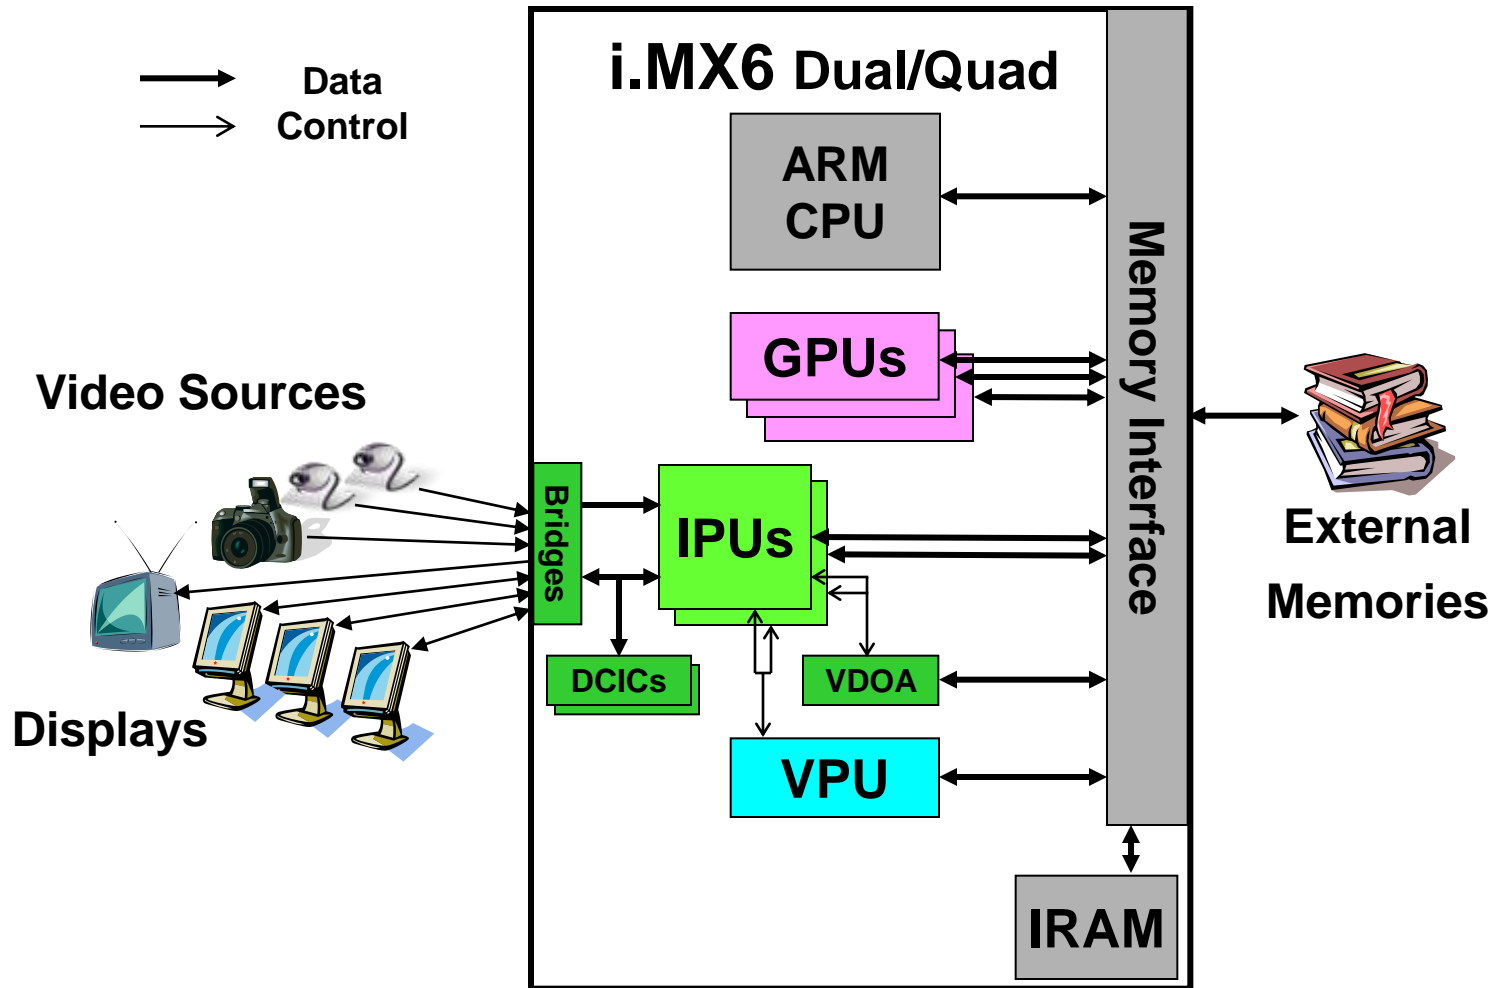 i.MX6 Dual/Quad
Data
Control
ARM
CPU
Memory Interface
GPUs
Video Sources
Bridges
IPUs
External
Memories
DCICs
VDOA
Displays
VPU
IRAM